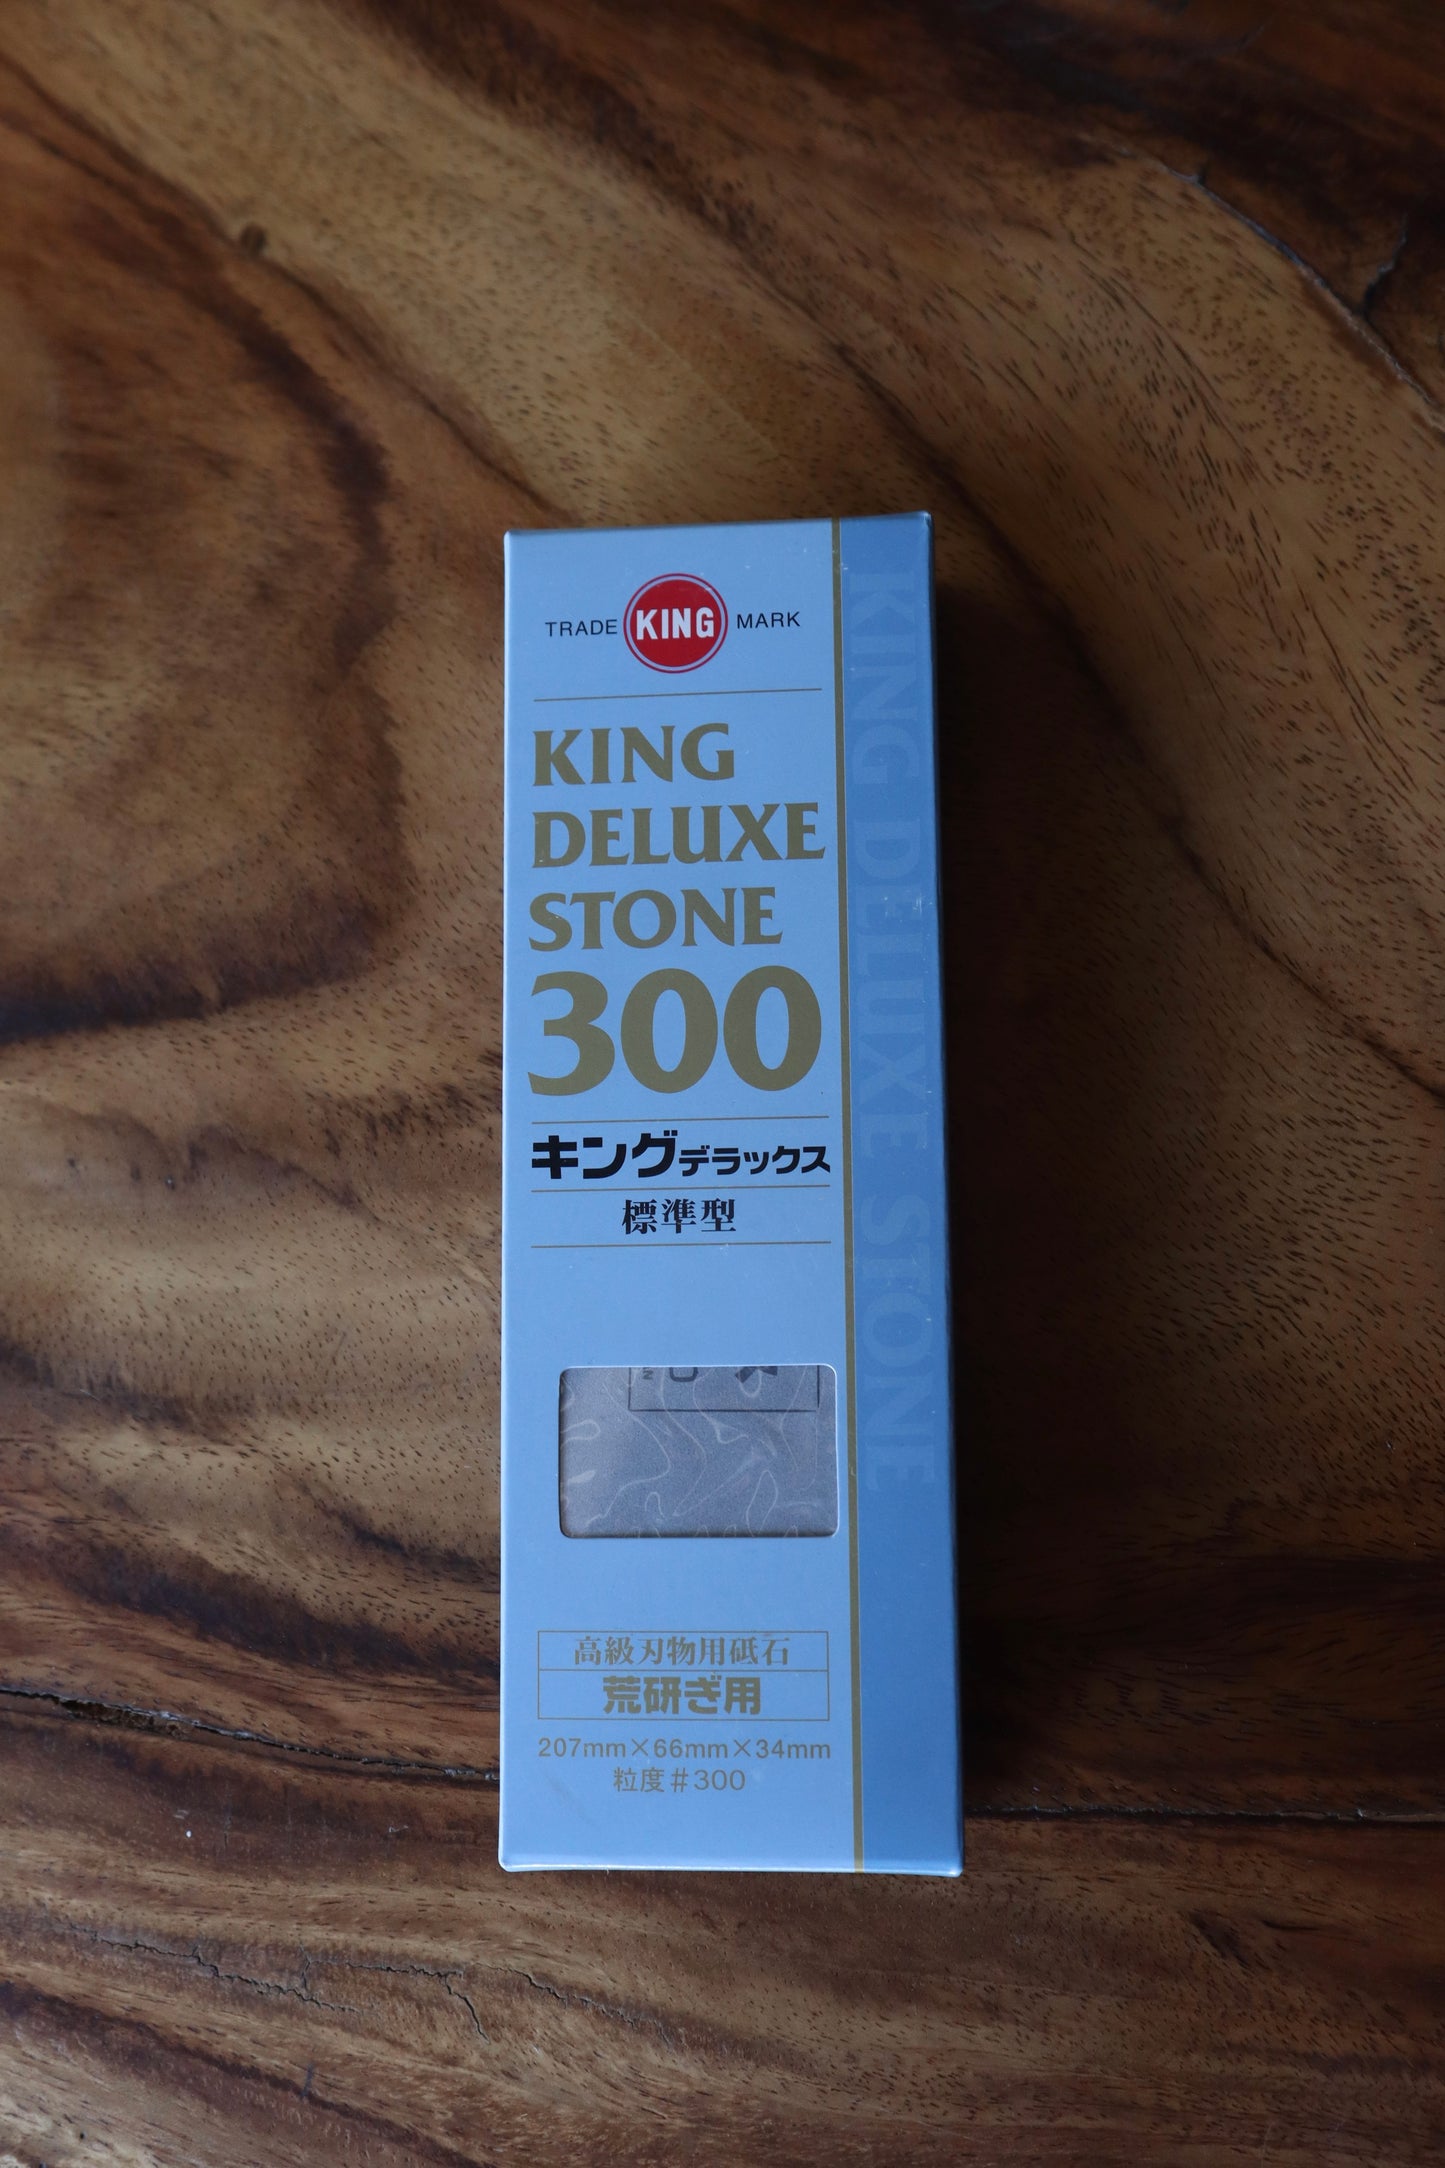 TRADE KING MARK
KING
DELUXE
STONE
300
キングデラックス
標準型
高級刃物用砥石
荒研ぎ用
207mm×66mm×34mm
粒度#300
KING DELUXE STONE